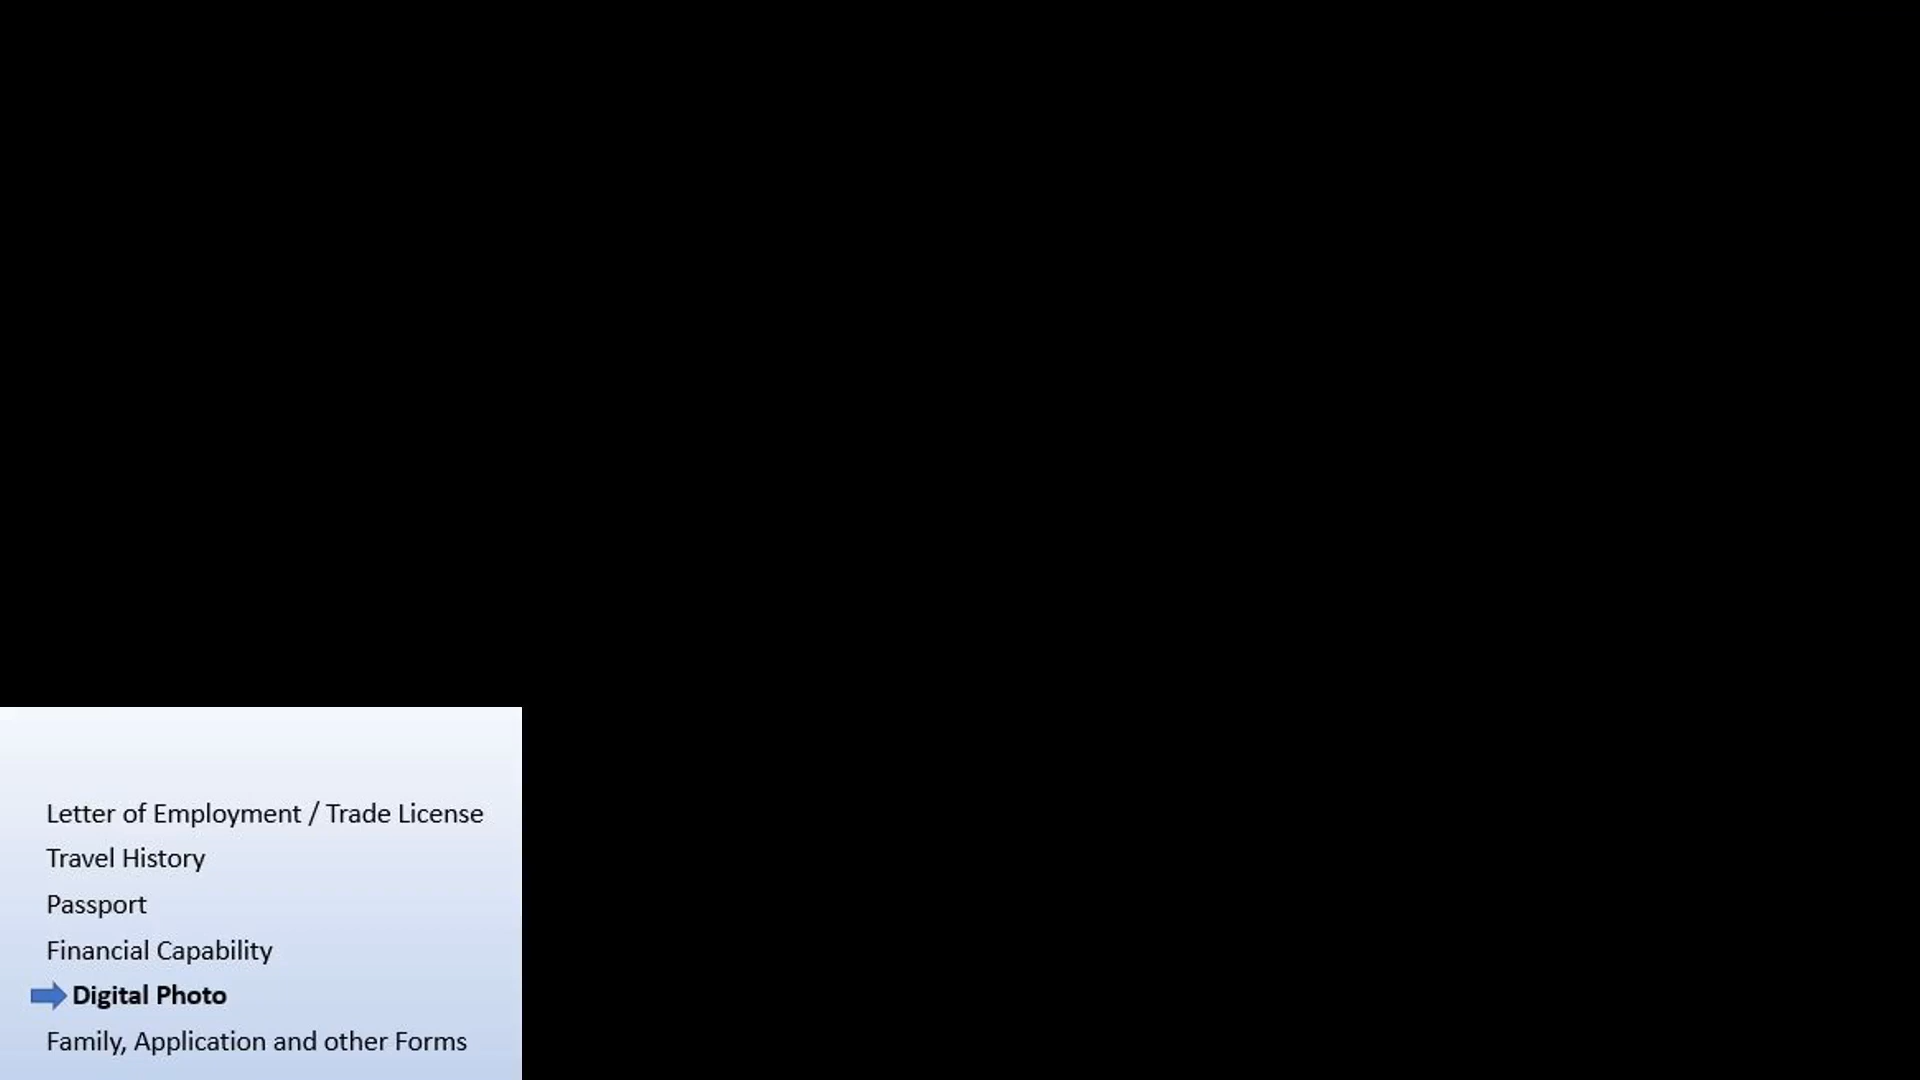 Letter of Employment / Trade License
Travel History
Passport
Financial Capability
Digital Photo
Family, Application and other Forms